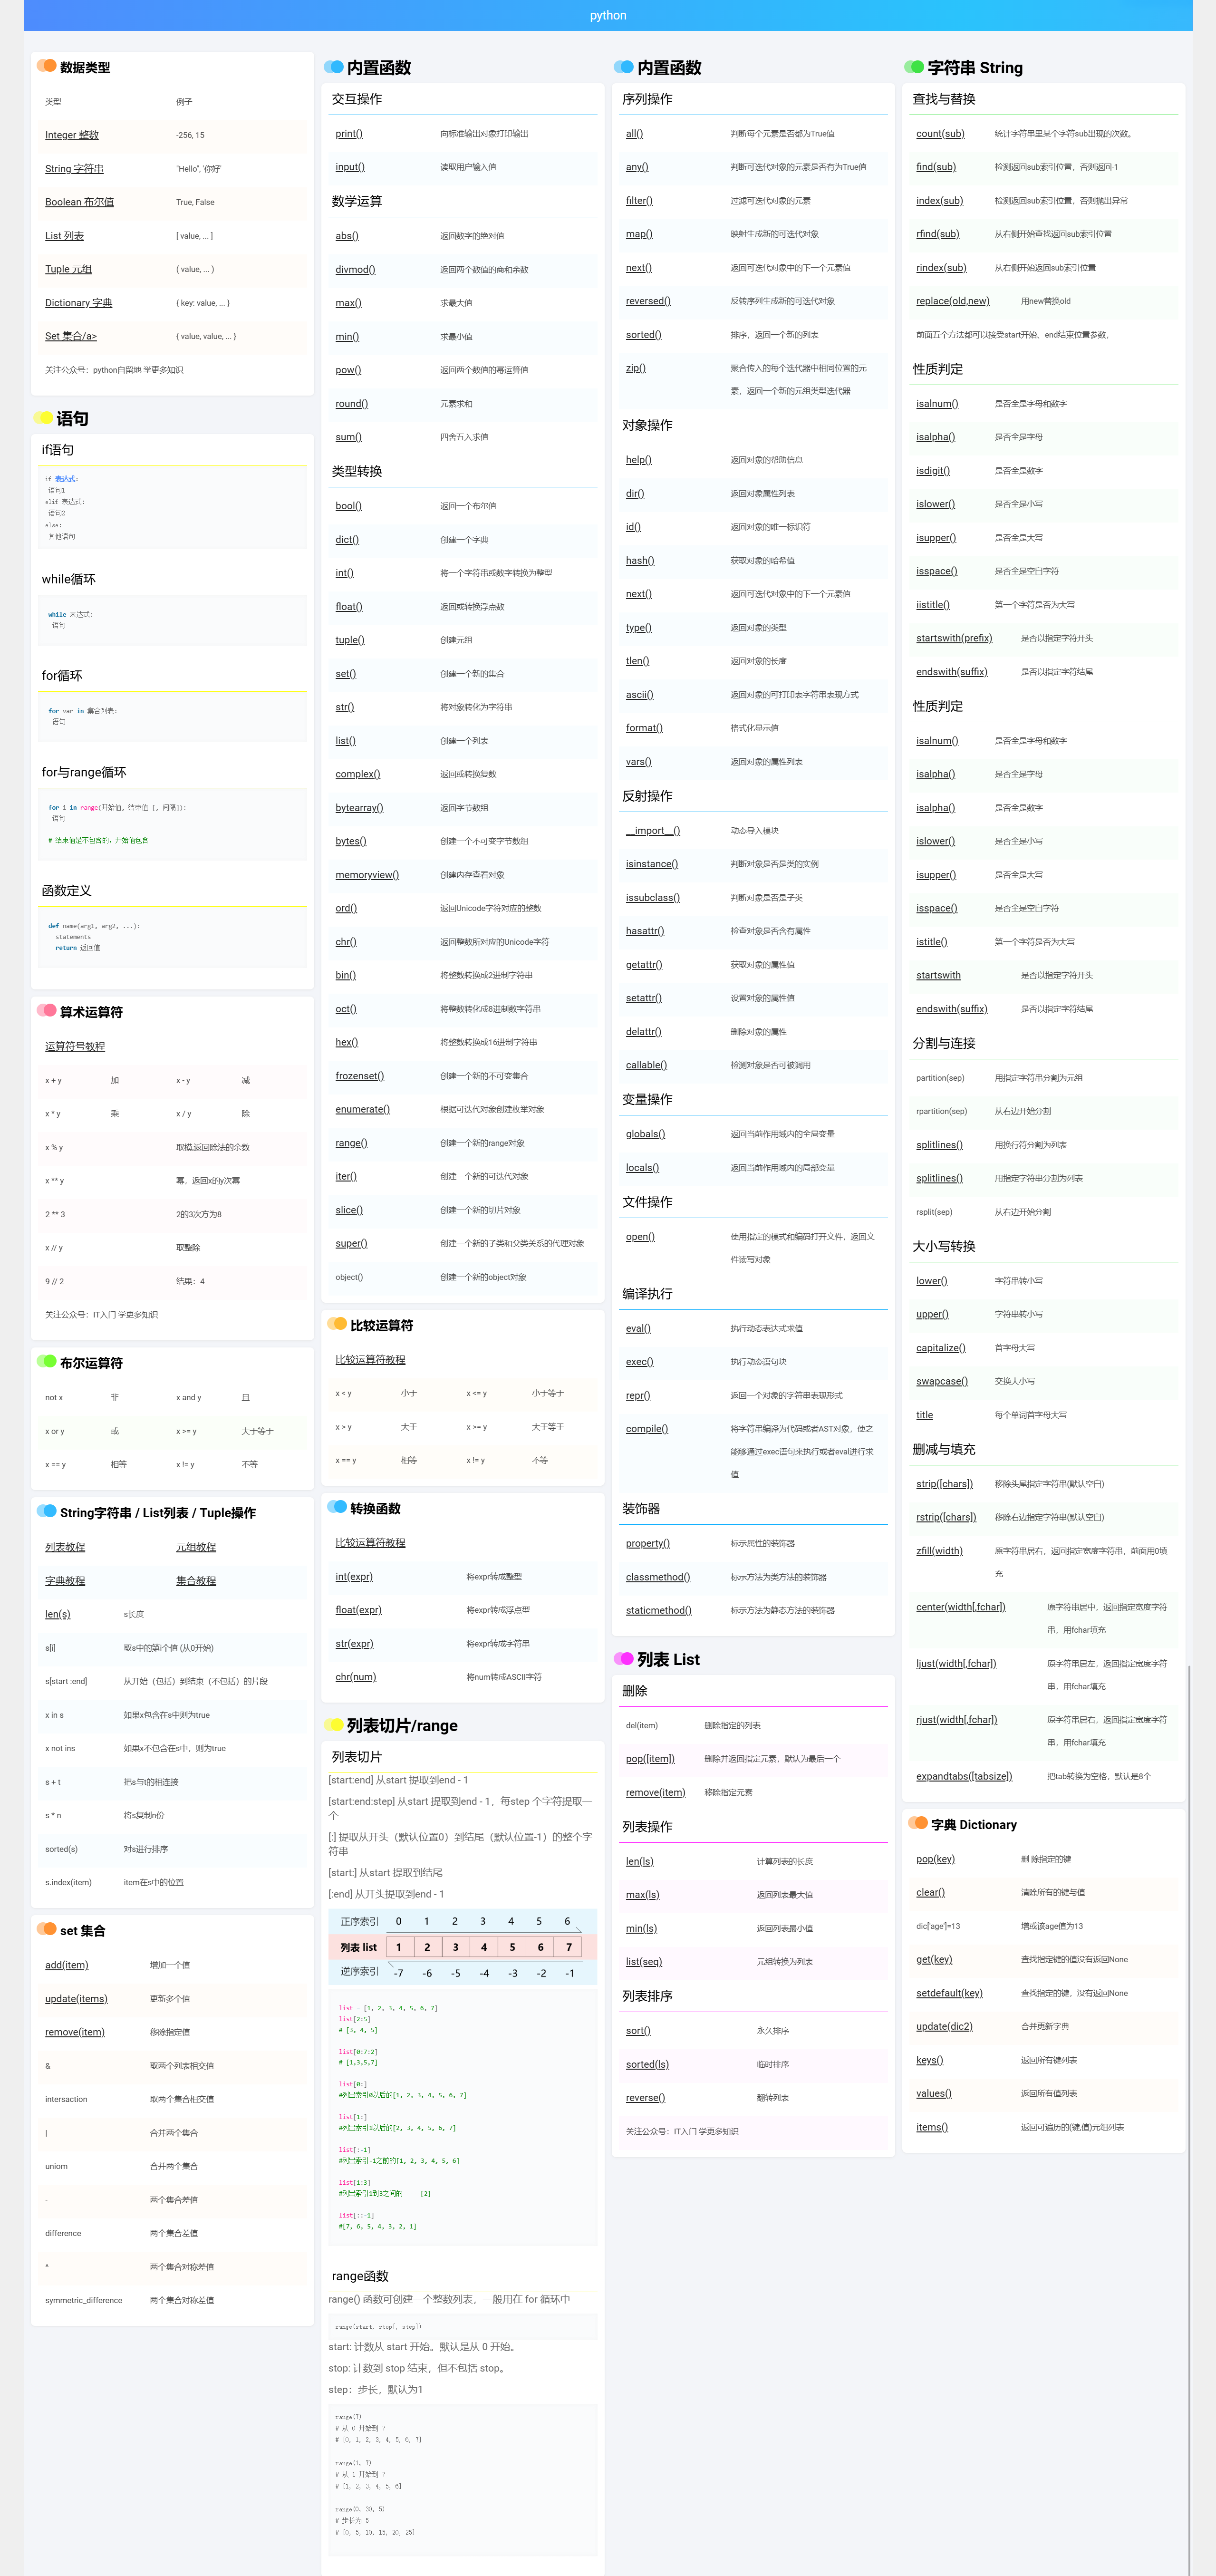 python
数据类型
类型 例子
Integer 整数 -256, 15
String 字符串 "Hello", '你好'
Boolean 布尔值 True, False
List 列表 [ value, ... ]
Tuple 元组 ( value, ... )
Dictionary 字典 { key: value, ... }
Set 集合/a> { value, value, ... }
关注公众号：python自留地 学更多知识
语句
if语句
if 表达式:
语句1
elif 表达式:
语句2
else:
其他语句
while循环
while 表达式:
语句
for循环
for var in 集合列表:
语句
for与range循环
for i in range(开始值, 结束值 [, 间隔]):
语句
# 结束值是不包含的，开始值包含
函数定义
def name(arg1, arg2, ...):
statements
return 返回值
算术运算符
运算符号教程
x + y 加 x - y 减
x * y 乘 x / y 除
x % y 取模,返回除法的余数
x ** y 幂，返回x的y次幂
2 ** 3 2的3次方为8
x // y 取整除
9 // 2 结果：4
关注公众号：IT入门 学更多知识
布尔运算符
not x 非 x and y 且
x or y 或 x >= y 大于等于
x == y 相等 x != y 不等
String字符串 / List列表 / Tuple操作
列表教程 元组教程
字典教程 集合教程
len(s) s长度
s[i] 取s中的第i个值 (从0开始)
s[start :end] 从开始（包括）到结束（不包括）的片段
x in s 如果x包含在s中则为true
x not ins 如果x不包含在s中，则为true
s + t 把s与t的相连接
s * n 将s复制n份
sorted(s) 对s进行排序
s.index(item) item在s中的位置
set 集合
add(item) 增加一个值
update(items) 更新多个值
remove(item) 移除指定值
& 取两个列表相交值
intersaction 取两个集合相交值
| 合并两个集合
uniom 合并两个集合
- 两个集合差值
difference 两个集合差值
^ 两个集合对称差值
symmetric_difference 两个集合对称差值
内置函数
交互操作
print() 向标准输出对象打印输出
input() 读取用户输入值
数学运算
abs() 返回数字的绝对值
divmod() 返回两个数值的商和余数
max() 求最大值
min() 求最小值
pow() 返回两个数值的幂运算值
round() 元素求和
sum() 四舍五入求值
类型转换
bool() 返回一个布尔值
dict() 创建一个字典
int() 将一个字符串或数字转换为整型
float() 返回或转换浮点数
tuple() 创建元组
set() 创建一个新的集合
str() 将对象转化为字符串
list() 创建一个列表
complex() 返回或转换复数
bytearray() 返回字节数组
bytes() 创建一个不可变字节数组
memoryview() 创建内存查看对象
ord() 返回Unicode字符对应的整数
chr() 返回整数所对应的Unicode字符
bin() 将整数转换成2进制字符串
oct() 将整数转化成8进制数字符串
hex() 将整数转换成16进制字符串
frozenset() 创建一个新的不可变集合
enumerate() 根据可迭代对象创建枚举对象
range() 创建一个新的range对象
iter() 创建一个新的可迭代对象
slice() 创建一个新的切片对象
super() 创建一个新的子类和父类关系的代理对象
object() 创建一个新的object对象
比较运算符
比较运算符教程
x < y 小于 x <= y 小于等于
x > y 大于 x >= y 大于等于
x == y 相等 x != y 不等
转换函数
比较运算符教程
int(expr) 将expr转成整型
float(expr) 将expr转成浮点型
str(expr) 将expr转成字符串
chr(num) 将num转成ASCII字符
列表切片/range
列表切片
[start:end] 从start 提取到end - 1
[start:end:step] 从start 提取到end - 1，每step 个字符提取一
个
[:] 提取从开头（默认位置0）到结尾（默认位置-1）的整个字
符串
[start:] 从start 提取到结尾
[:end] 从开头提取到end - 1
正序索引 0 1 2 3 4 5 6
列表 list 1 2 3 4 5 6 7
逆序索引 -7 -6 -5 -4 -3 -2 -1
list = [1, 2, 3, 4, 5, 6, 7]
list[2:5]
# [3, 4, 5]
list[0:7:2]
# [1,3,5,7]
list[0:]
#列出索引0以后的[1, 2, 3, 4, 5, 6, 7]
list[1:]
#列出索引1以后的[2, 3, 4, 5, 6, 7]
list[:-1]
#列出索引-1之前的[1, 2, 3, 4, 5, 6]
list[1:3]
#列出索引1到3之间的-----[2]
list[::-1]
#[7, 6, 5, 4, 3, 2, 1]
range函数
range() 函数可创建一个整数列表，一般用在 for 循环中
range(start, stop[, step])
start: 计数从 start 开始。默认是从 0 开始。
stop: 计数到 stop 结束，但不包括 stop。
step：步长，默认为1
range(7)
# 从 0 开始到 7
# [0, 1, 2, 3, 4, 5, 6, 7]
range(1, 7)
# 从 1 开始到 7
# [1, 2, 3, 4, 5, 6]
range(0, 30, 5)
# 步长为 5
# [0, 5, 10, 15, 20, 25]
内置函数
序列操作
all() 判断每个元素是否都为True值
any() 判断可迭代对象的元素是否有为True值
filter() 过滤可迭代对象的元素
map() 映射生成新的可迭代对象
next() 返回可迭代对象中的下一个元素值
reversed() 反转序列生成新的可迭代对象
sorted() 排序，返回一个新的列表
zip() 聚合传入的每个迭代器中相同位置的元
素，返回一个新的元组类型迭代器
对象操作
help() 返回对象的帮助信息
dir() 返回对象属性列表
id() 返回对象的唯一标识符
hash() 获取对象的哈希值
next() 返回可迭代对象中的下一个元素值
type() 返回对象的类型
tlen() 返回对象的长度
ascii() 返回对象的可打印表字符串表现方式
format() 格式化显示值
vars() 返回对象的属性列表
反射操作
__import__() 动态导入模块
isinstance() 判断对象是否是类的实例
issubclass() 判断对象是否是子类
hasattr() 检查对象是否含有属性
getattr() 获取对象的属性值
setattr() 设置对象的属性值
delattr() 删除对象的属性
callable() 检测对象是否可被调用
变量操作
globals() 返回当前作用域内的全局变量
locals() 返回当前作用域内的局部变量
文件操作
open() 使用指定的模式和编码打开文件，返回文
件读写对象
编译执行
eval() 执行动态表达式求值
exec() 执行动态语句块
repr() 返回一个对象的字符串表现形式
compile() 将字符串编译为代码或者AST对象，使之
能够通过exec语句来执行或者eval进行求
值
装饰器
property() 标示属性的装饰器
classmethod() 标示方法为类方法的装饰器
staticmethod() 标示方法为静态方法的装饰器
列表 List
删除
del(item) 删除指定的列表
pop([item]) 删除并返回指定元素，默认为最后一个
remove(item) 移除指定元素
列表操作
len(ls) 计算列表的长度
max(ls) 返回列表最大值
min(ls) 返回列表最小值
list(seq) 元组转换为列表
列表排序
sort() 永久排序
sorted(ls) 临时排序
reverse() 翻转列表
关注公众号：IT入门 学更多知识
字符串 String
查找与替换
count(sub) 统计字符串里某个字符sub出现的次数。
find(sub) 检测返回sub索引位置，否则返回-1
index(sub) 检测返回sub索引位置，否则抛出异常
rfind(sub) 从右侧开始查找返回sub索引位置
rindex(sub) 从右侧开始返回sub索引位置
replace(old,new) 用new替换old
前面五个方法都可以接受start开始，end结束位置参数，
性质判定
isalnum() 是否全是字母和数字
isalpha() 是否全是字母
isdigit() 是否全是数字
islower() 是否全是小写
isupper() 是否全是大写
isspace() 是否全是空白字符
iistitle() 第一个字符是否为大写
startswith(prefix) 是否以指定字符开头
endswith(suffix) 是否以指定字符结尾
性质判定
isalnum() 是否全是字母和数字
isalpha() 是否全是字母
isalpha() 是否全是数字
islower() 是否全是小写
isupper() 是否全是大写
isspace() 是否全是空白字符
istitle() 第一个字符是否为大写
startswith 是否以指定字符开头
endswith(suffix) 是否以指定字符结尾
分割与连接
partition(sep) 用指定字符串分割为元组
rpartition(sep) 从右边开始分割
splitlines() 用换行符分割为列表
splitlines() 用指定字符串分割为列表
rsplit(sep) 从右边开始分割
大小写转换
lower() 字符串转小写
upper() 字符串转小写
capitalize() 首字母大写
swapcase() 交换大小写
title 每个单词首字母大写
删减与填充
strip([chars]) 移除头尾指定字符串(默认空白)
rstrip([chars]) 移除右边指定字符串(默认空白)
zfill(width) 原字符串居右，返回指定宽度字符串，前面用0填
充
center(width[,fchar]) 原字符串居中，返回指定宽度字符
串，用fchar填充
ljust(width[,fchar]) 原字符串居左，返回指定宽度字符
串，用fchar填充
rjust(width[,fchar]) 原字符串居右，返回指定宽度字符
串，用fchar填充
expandtabs([tabsize]) 把tab转换为空格，默认是8个
字典 Dictionary
pop(key) 删 除指定的键
clear() 清除所有的键与值
dic['age']=13 增或该age值为13
get(key) 查找指定键的值没有返回None
setdefault(key) 查找指定的键，没有返回None
update(dic2) 合并更新字典
keys() 返回所有键列表
values() 返回所有值列表
items() 返回可遍历的(键,值)元组列表